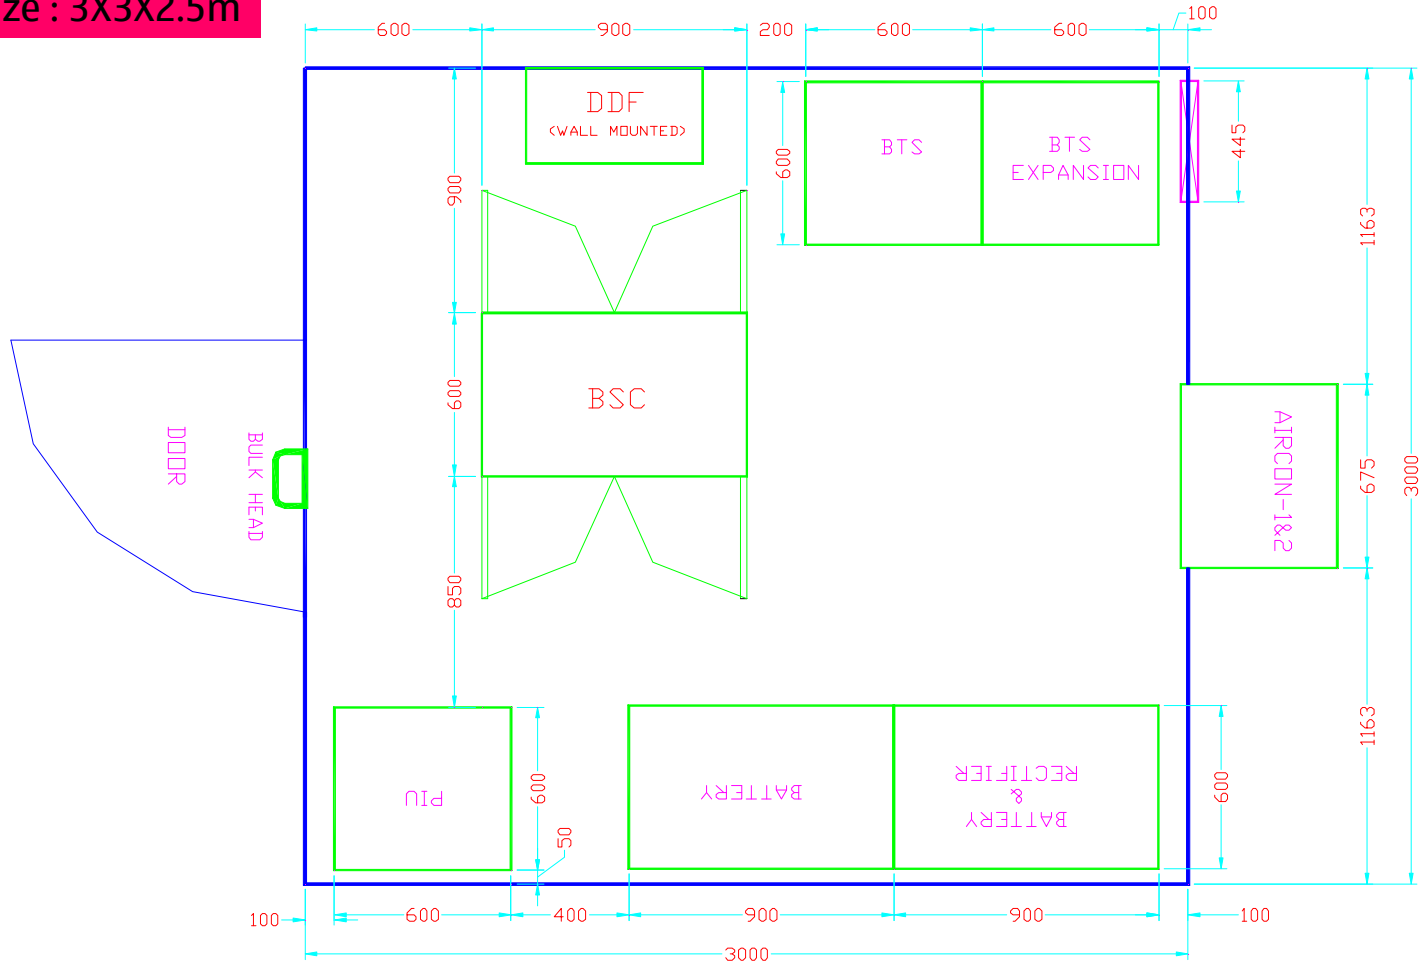 ze : 3X3X2.5m
600
900
200
600
600
100
DDF
(WALL MOUNTED)
BTS
BTS
EXPANSION
900
600
445
1163
BSC
600
DOOR
BULK HEAD
AIRCON-1&2
675
3000
850
PIU
600
50
BATTERY
RECTIFIER
&
BATTERY
600
1163
100
600
400
900
900
100
3000